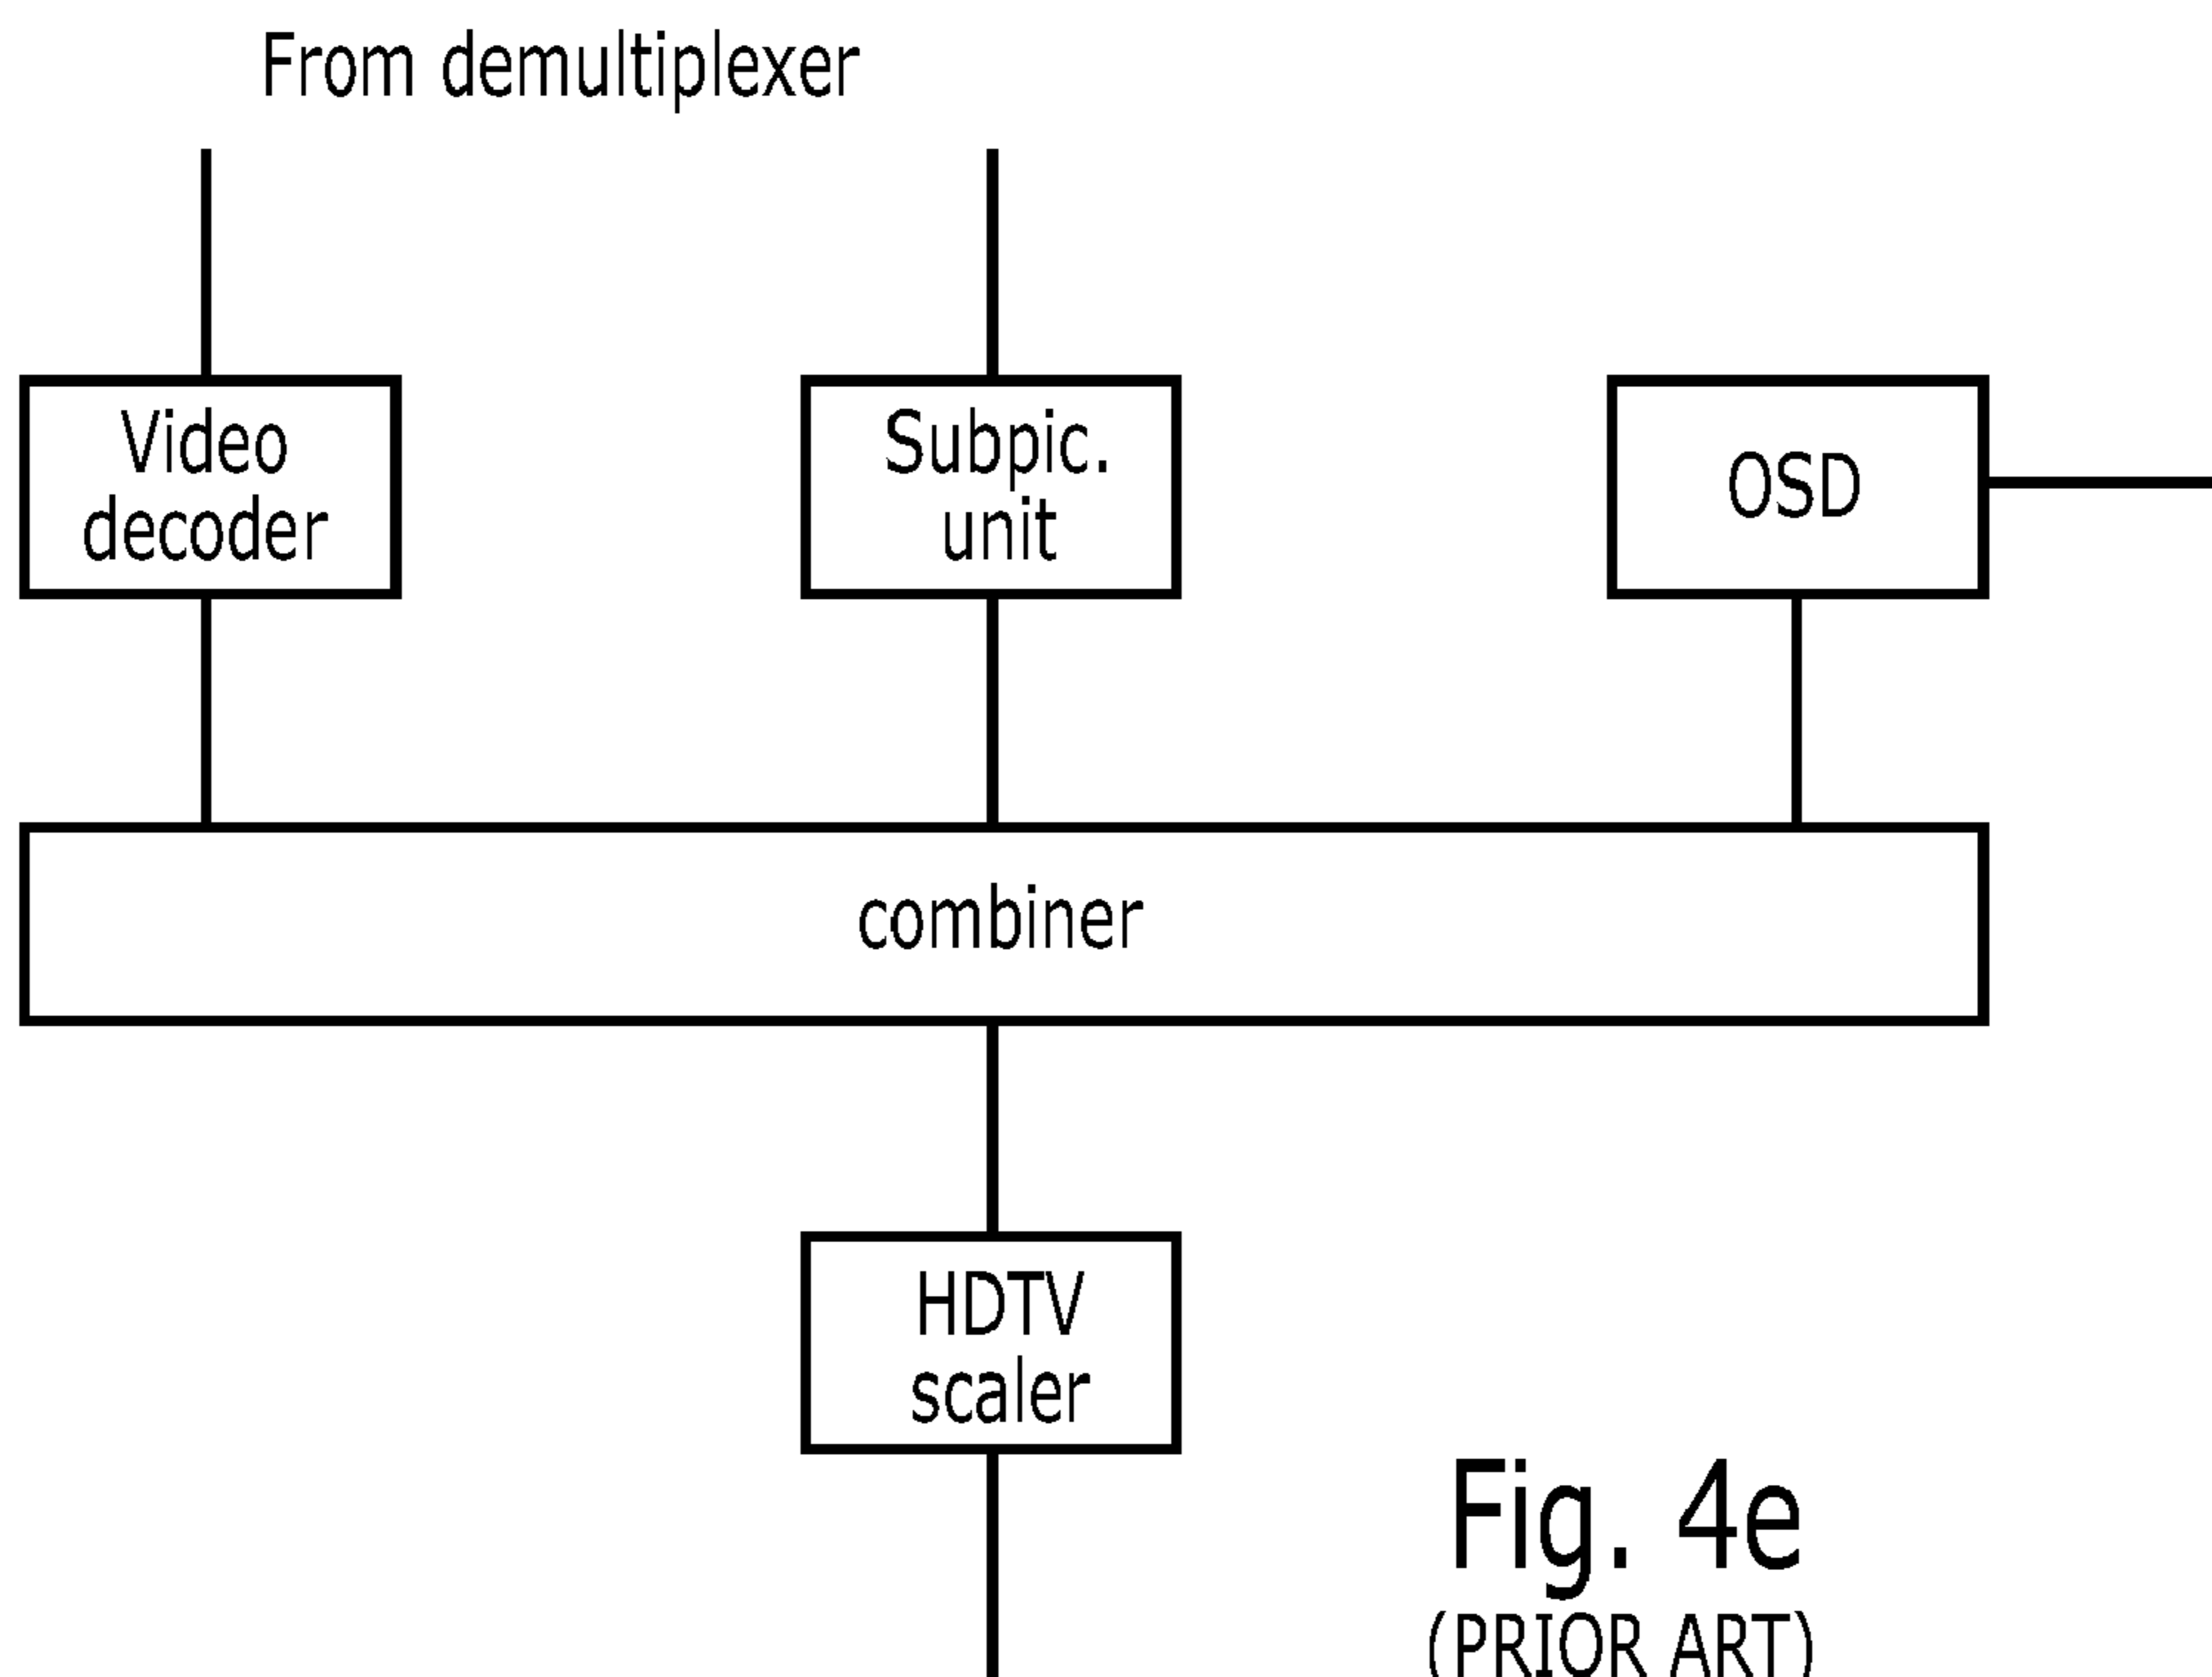 From demultiplexer
Video
decoder
Subpic.
unit
OSD
combiner
HDTV
scaler
Fig. 4e
(PRIOR ART)